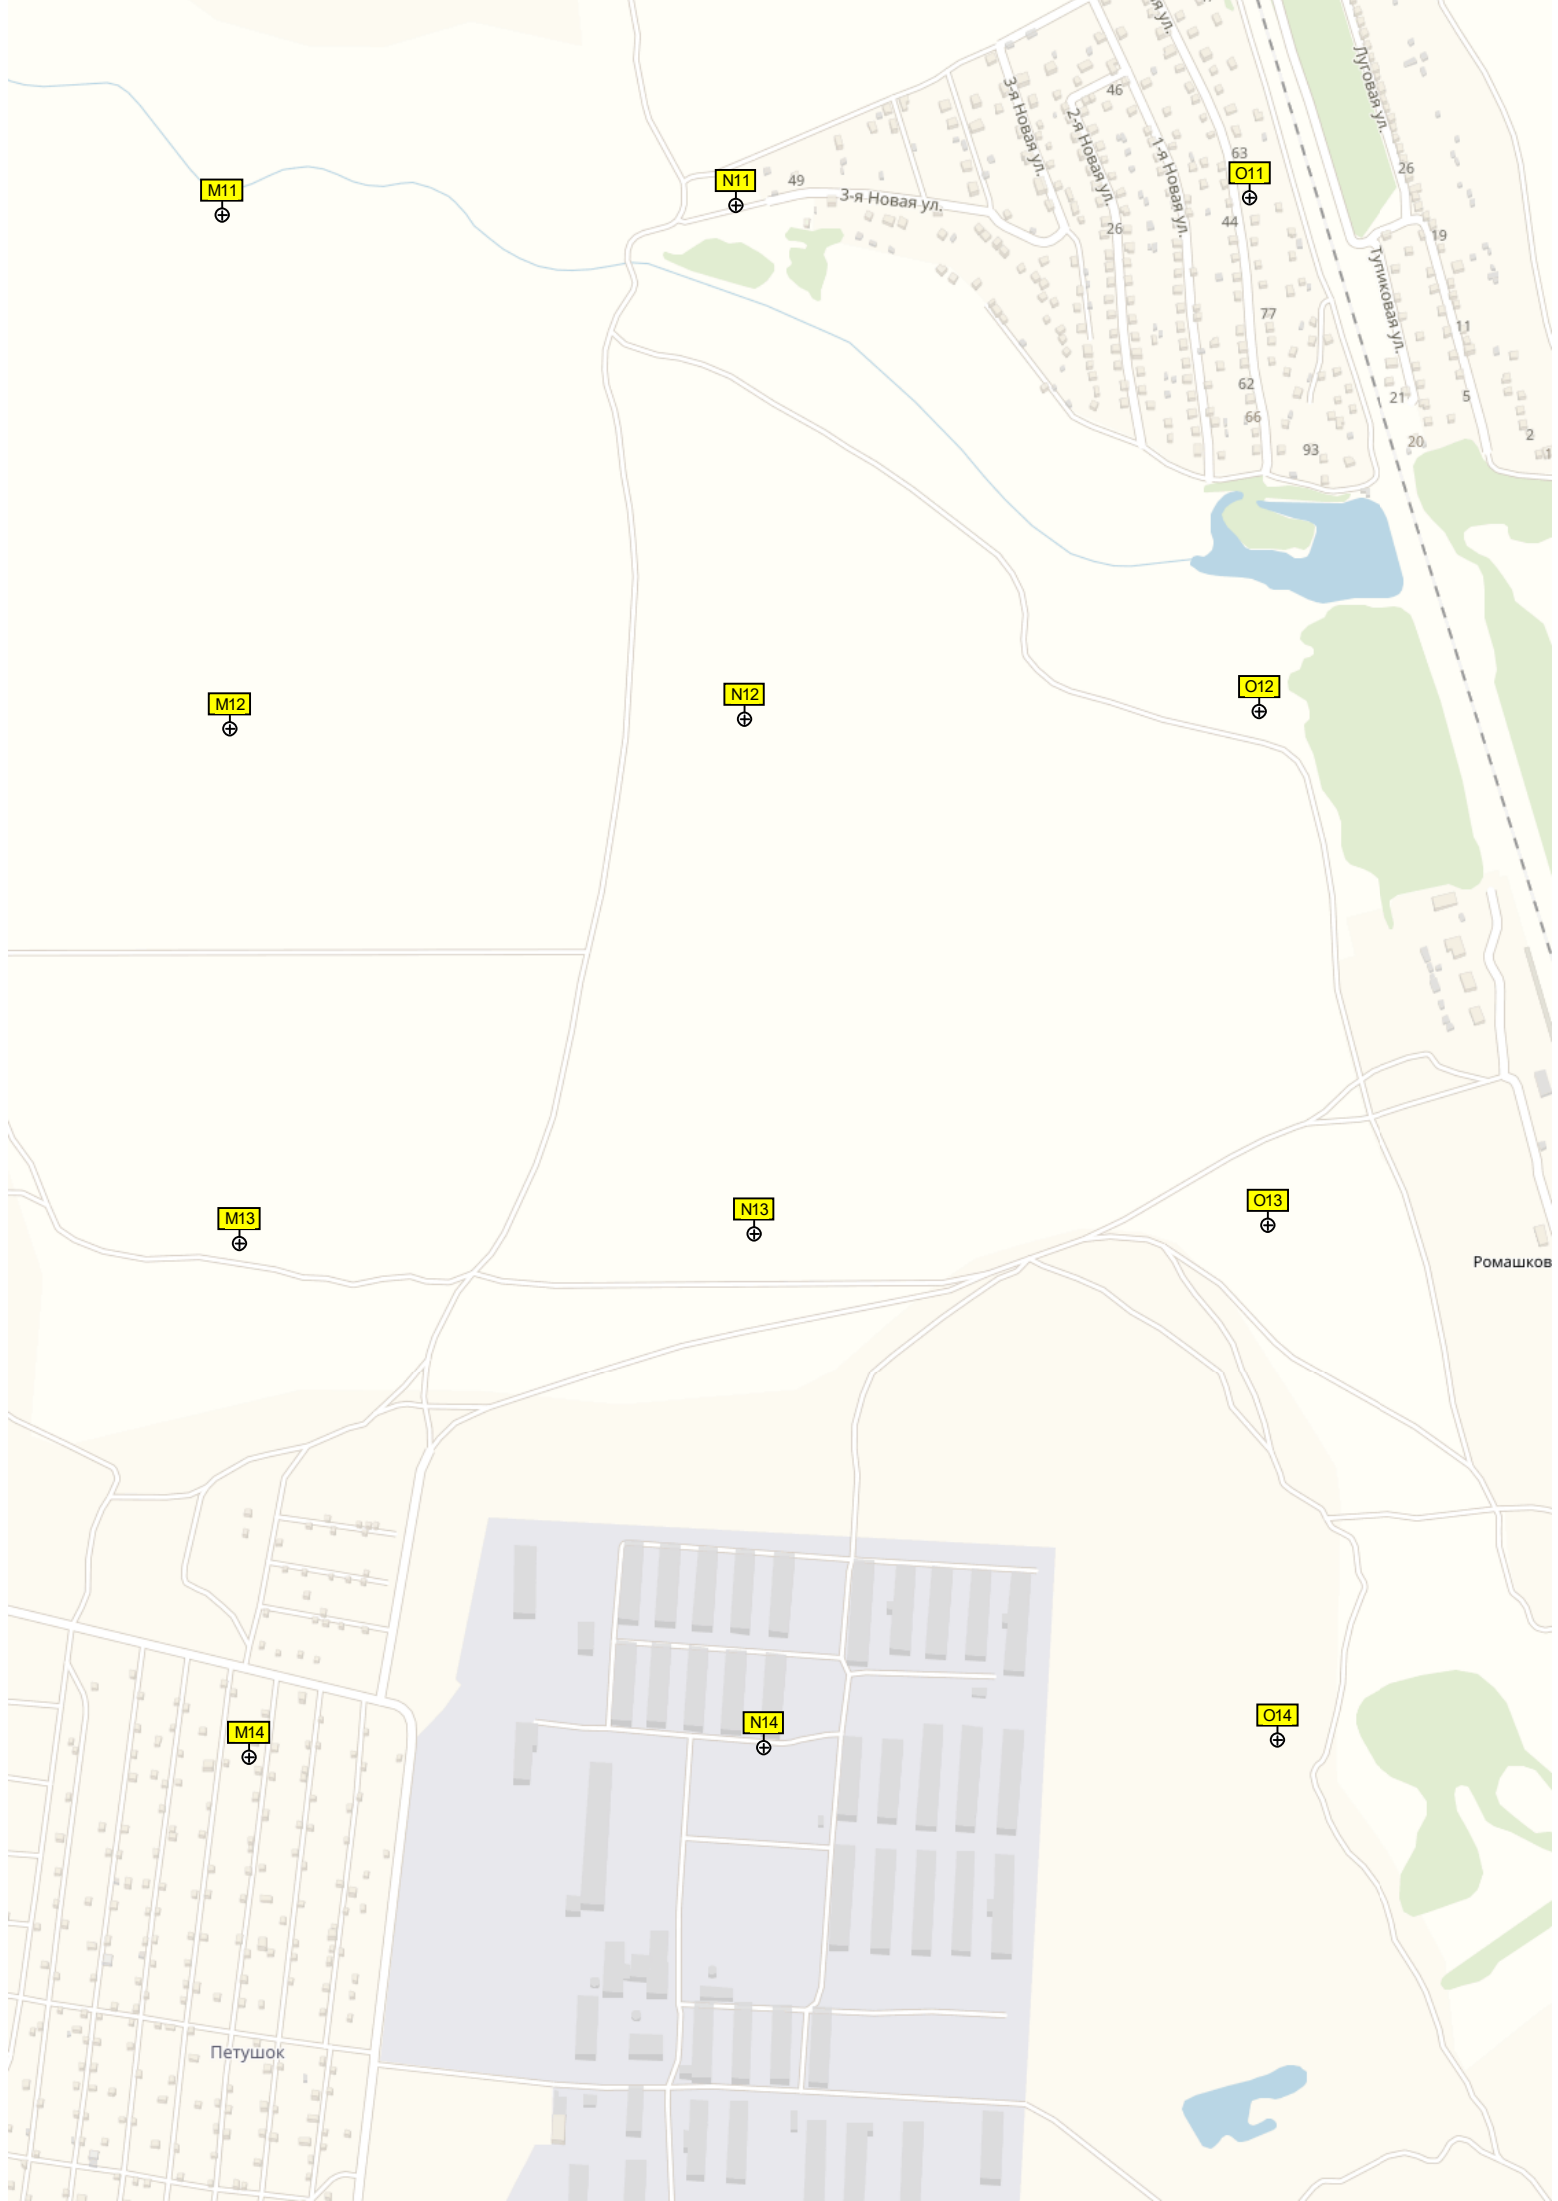 46
Луговая ул.
3-я Новая ул.
2-я Новая ул.
1-я Новая ул.
63
26
M11
N11
49
O11
3-я Новая ул.
44
26
19
Тупиковая ул.
77
11
62
21
5
66
20
2
93
M12
N12
O12
M13
N13
O13
Ромашков
M14
N14
O14
Петушок